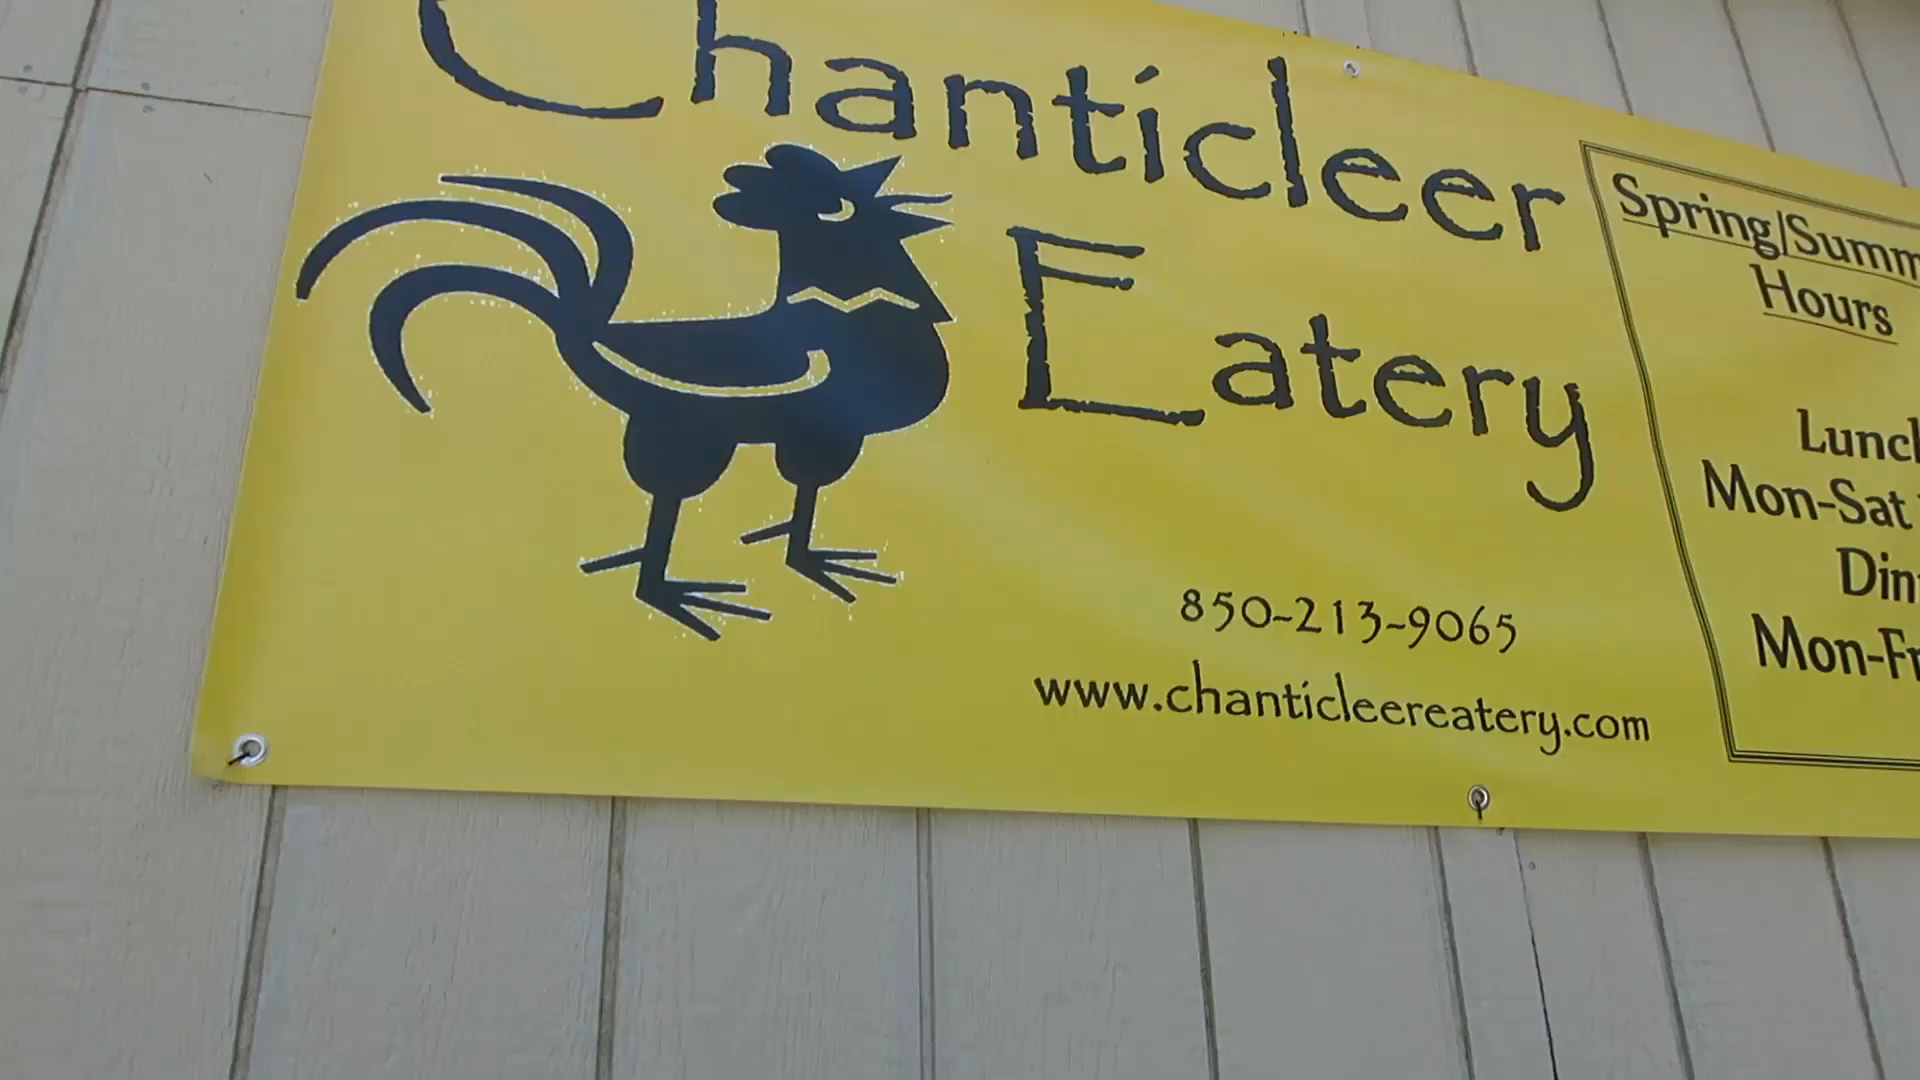 Chanticleer
Eatery
850-213-9065
www.chanticleereatery.com
Spring/Summ
Hours
Lunch
Mon-Sat
Din
Mon-Fr